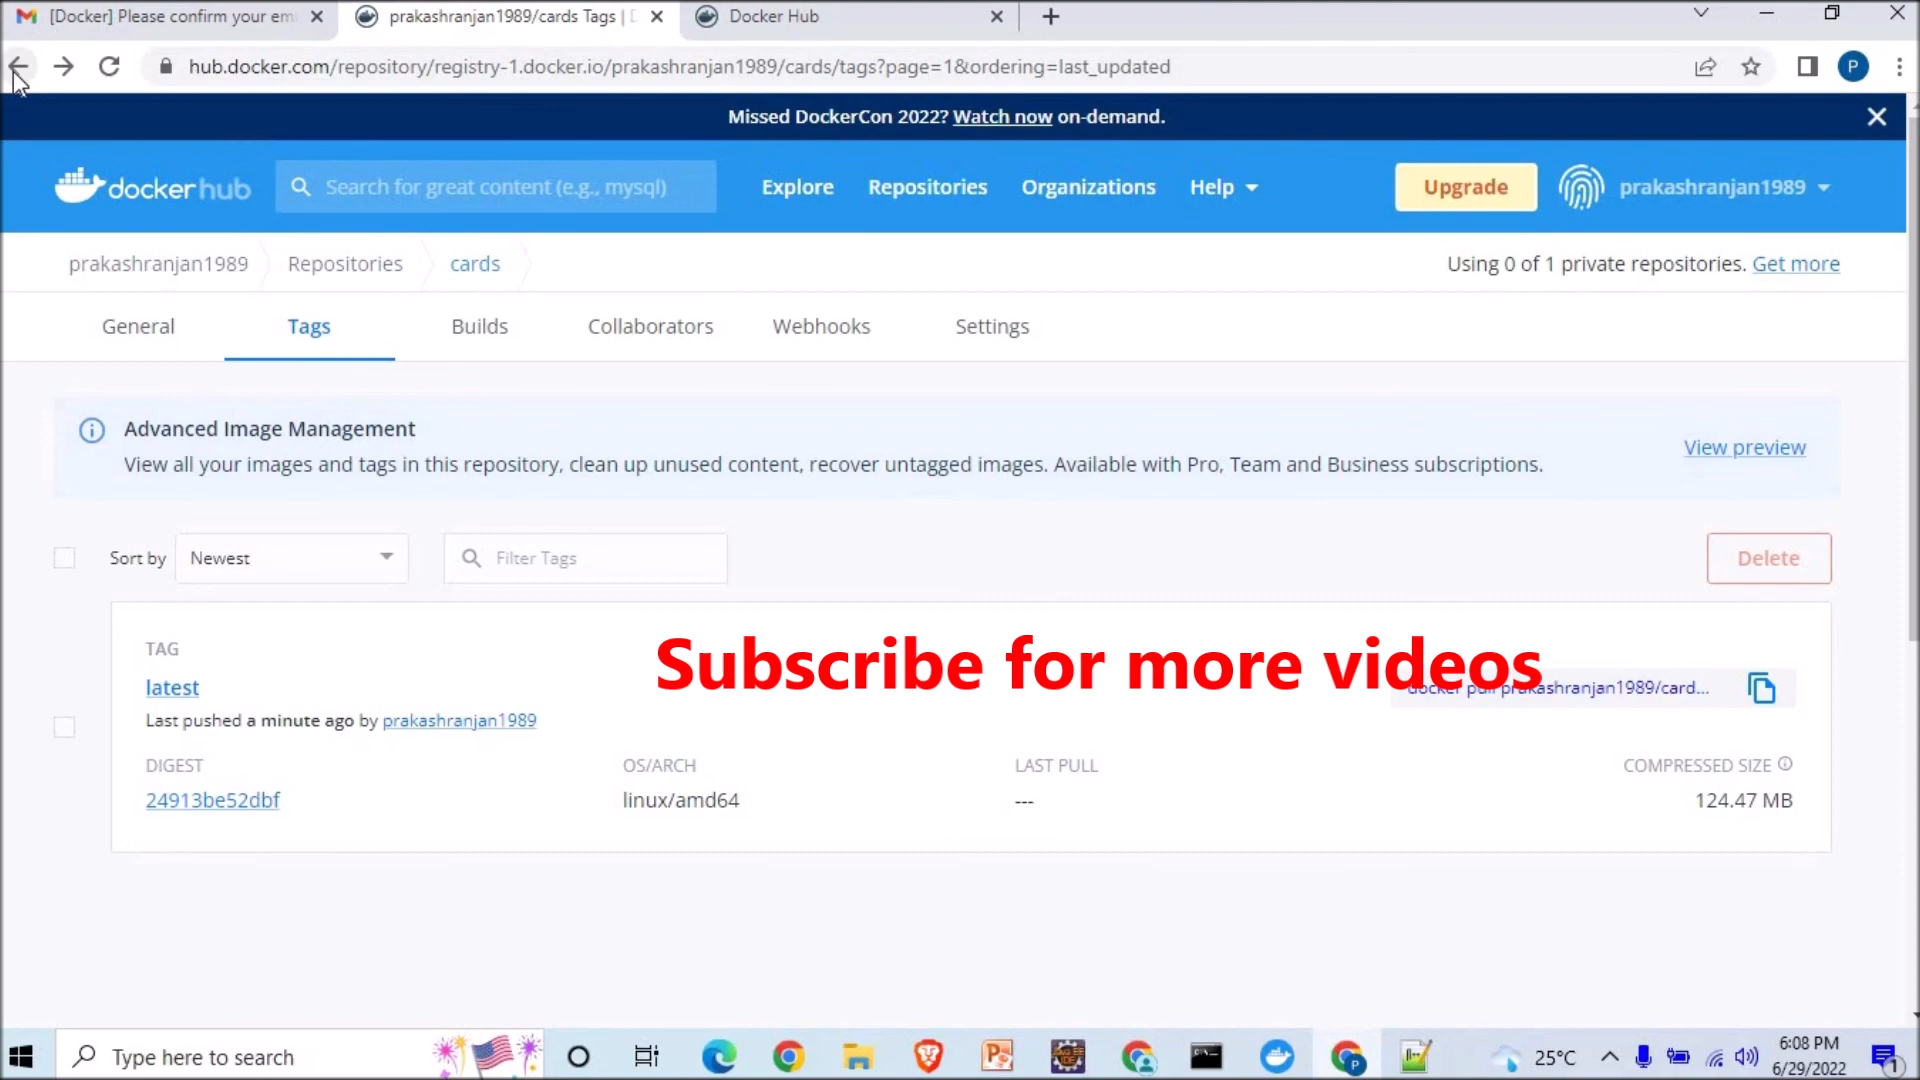 [Docker] Please confirm your em
prakashranjan1989/cards Tags |
Docker Hub
hub.docker.com/repository/registry-1.docker.io/prakashranjan1989/cards/tags?page=1&ordering=last_updated
P
Missed DockerCon 2022? Watch now on-demand.
docker hub
Search for great content (e.g., mysql)
Explore
Repositories
Organizations
Help
Upgrade
prakashranjan1989
prakashranjan1989
Repositories
cards
Using 0 of 1 private repositories. Get more
General
Tags
Builds
Collaborators
Webhooks
Settings
Advanced Image Management
View all your images and tags in this repository, clean up unused content, recover untagged images. Available with Pro, Team and Business subscriptions.
View preview
Sort by
Newest
Filter Tags
Delete
TAG
Subscribe for more videos
latest
docker pull prakashranjan1989/card...
Last pushed a minute ago by prakashranjan1989
DIGEST
OS/ARCH
LAST PULL
COMPRESSED SIZE
24913be52dbf
linux/amd64
---
124.47 MB
Type here to search
25°C
6:08 PM
6/29/2022
1